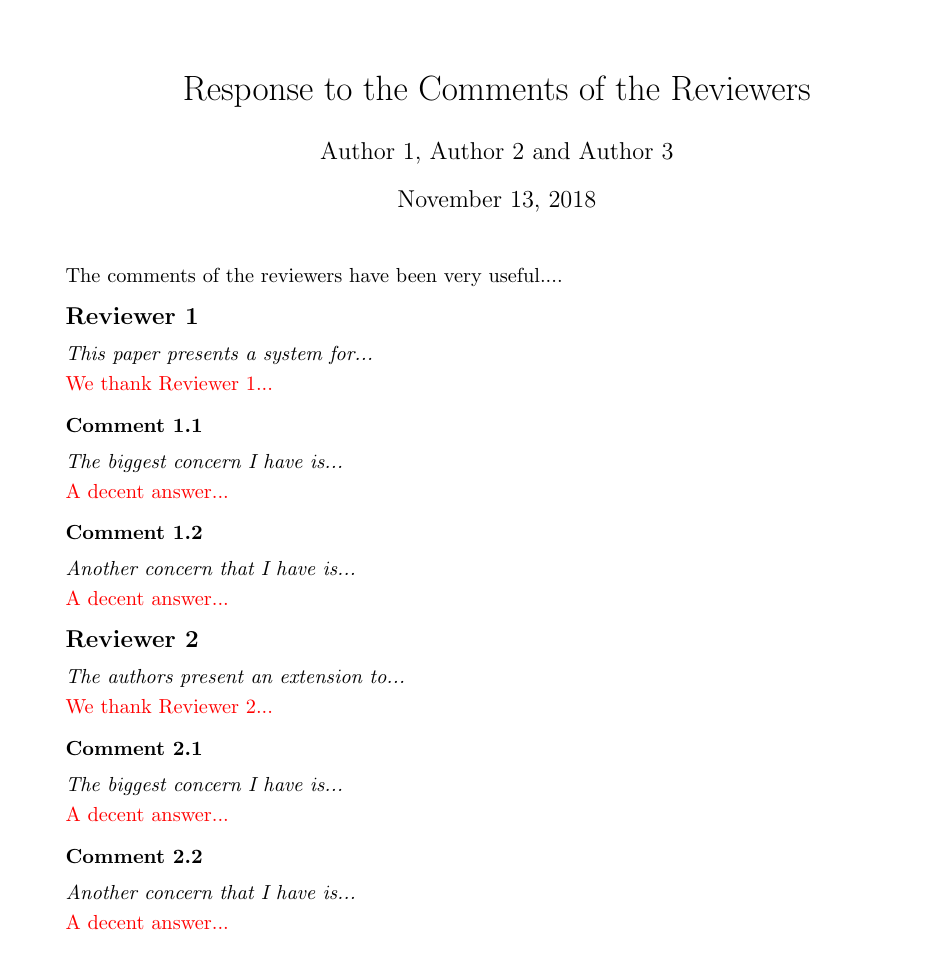 Response to the Comments of the Reviewers
Author 1, Author 2 and Author 3
November 13, 2018
The comments of the reviewers have been very useful....
Reviewer 1
This paper presents a system for...
We thank Reviewer 1...
Comment 1.1
The biggest concern I have is...
A decent answer...
Comment 1.2
Another concern that I have is...
A decent answer...
Reviewer 2
The authors present an extension to...
We thank Reviewer 2...
Comment 2.1
The biggest concern I have is...
A decent answer...
Comment 2.2
Another concern that I have is...
A decent answer...